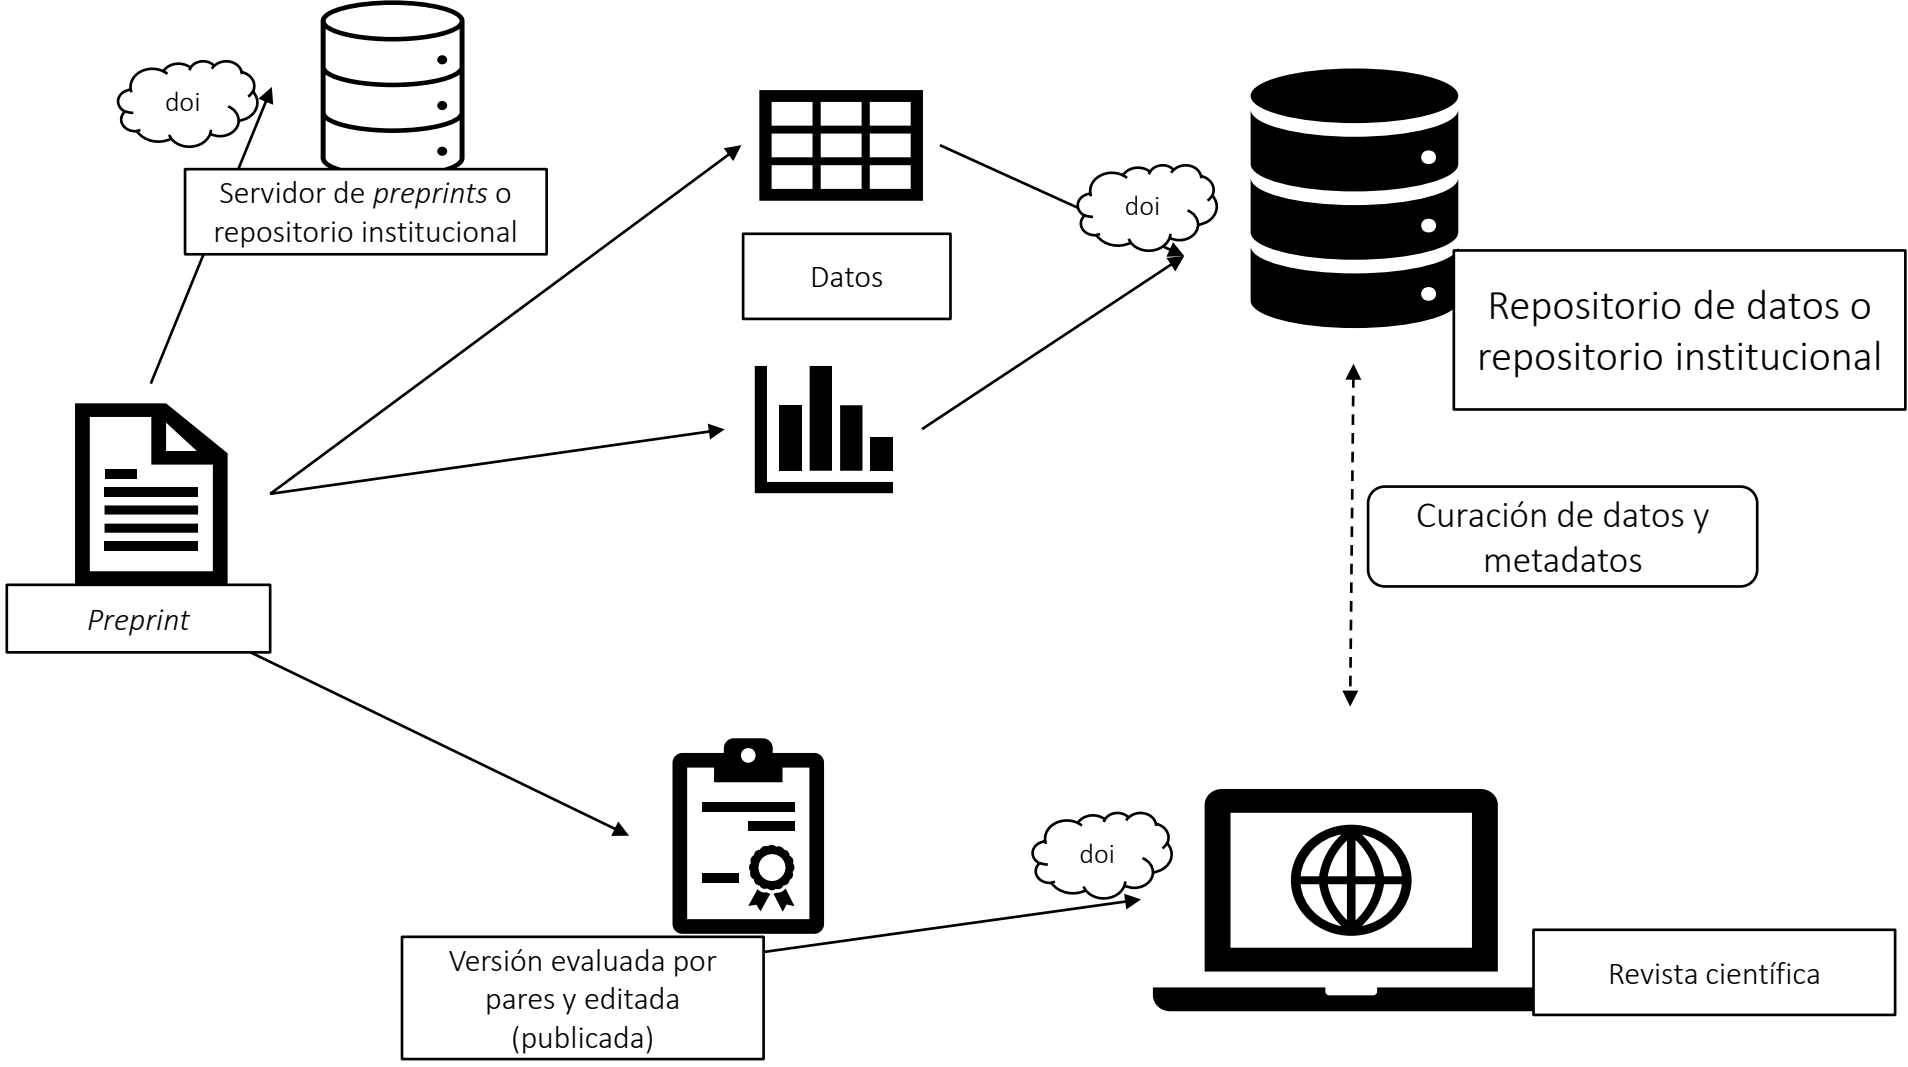 doi
Servidor de preprints o
repositorio institucional
Datos
doi
Repositorio de datos o
repositorio institucional
Curación de datos y
metadatos
Preprint
doi
Versión evaluada por
pares y editada
(publicada)
Revista científica